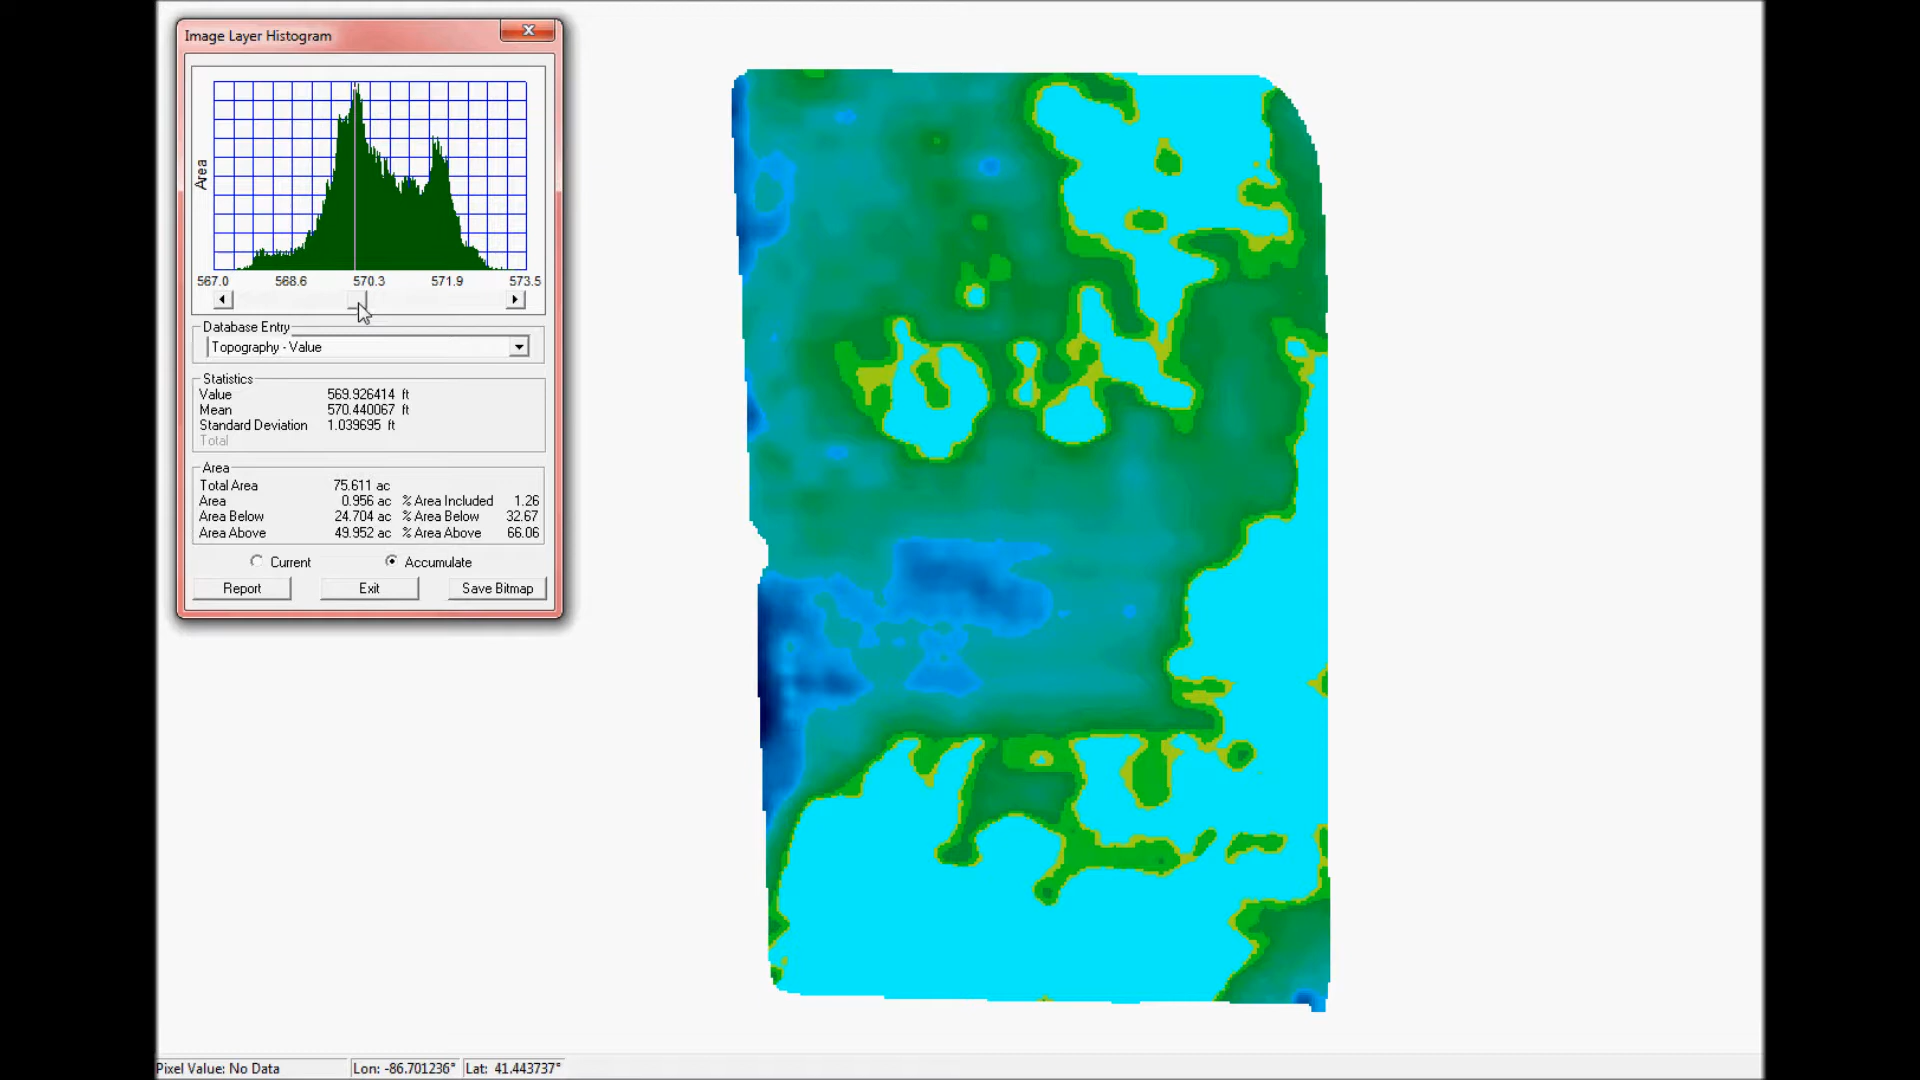 Image Layer Histogram
Area
567.0 568.6 570.3 571.9 573.5
Database Entry
Topography - Value
Statistics
Value 569.926414 ft
Mean 570.440067 ft
Standard Deviation 1.039695 ft
Total
Area
Total Area 75.611 ac
Area 0.956 ac % Area Included 1.26
Area Below 24.704 ac % Area Below 32.67
Area Above 49.952 ac % Area Above 66.06
Current Accumulate
Report Exit Save Bitmap
Pixel Value: No Data Lon: -86.701236° Lat: 41.443737°